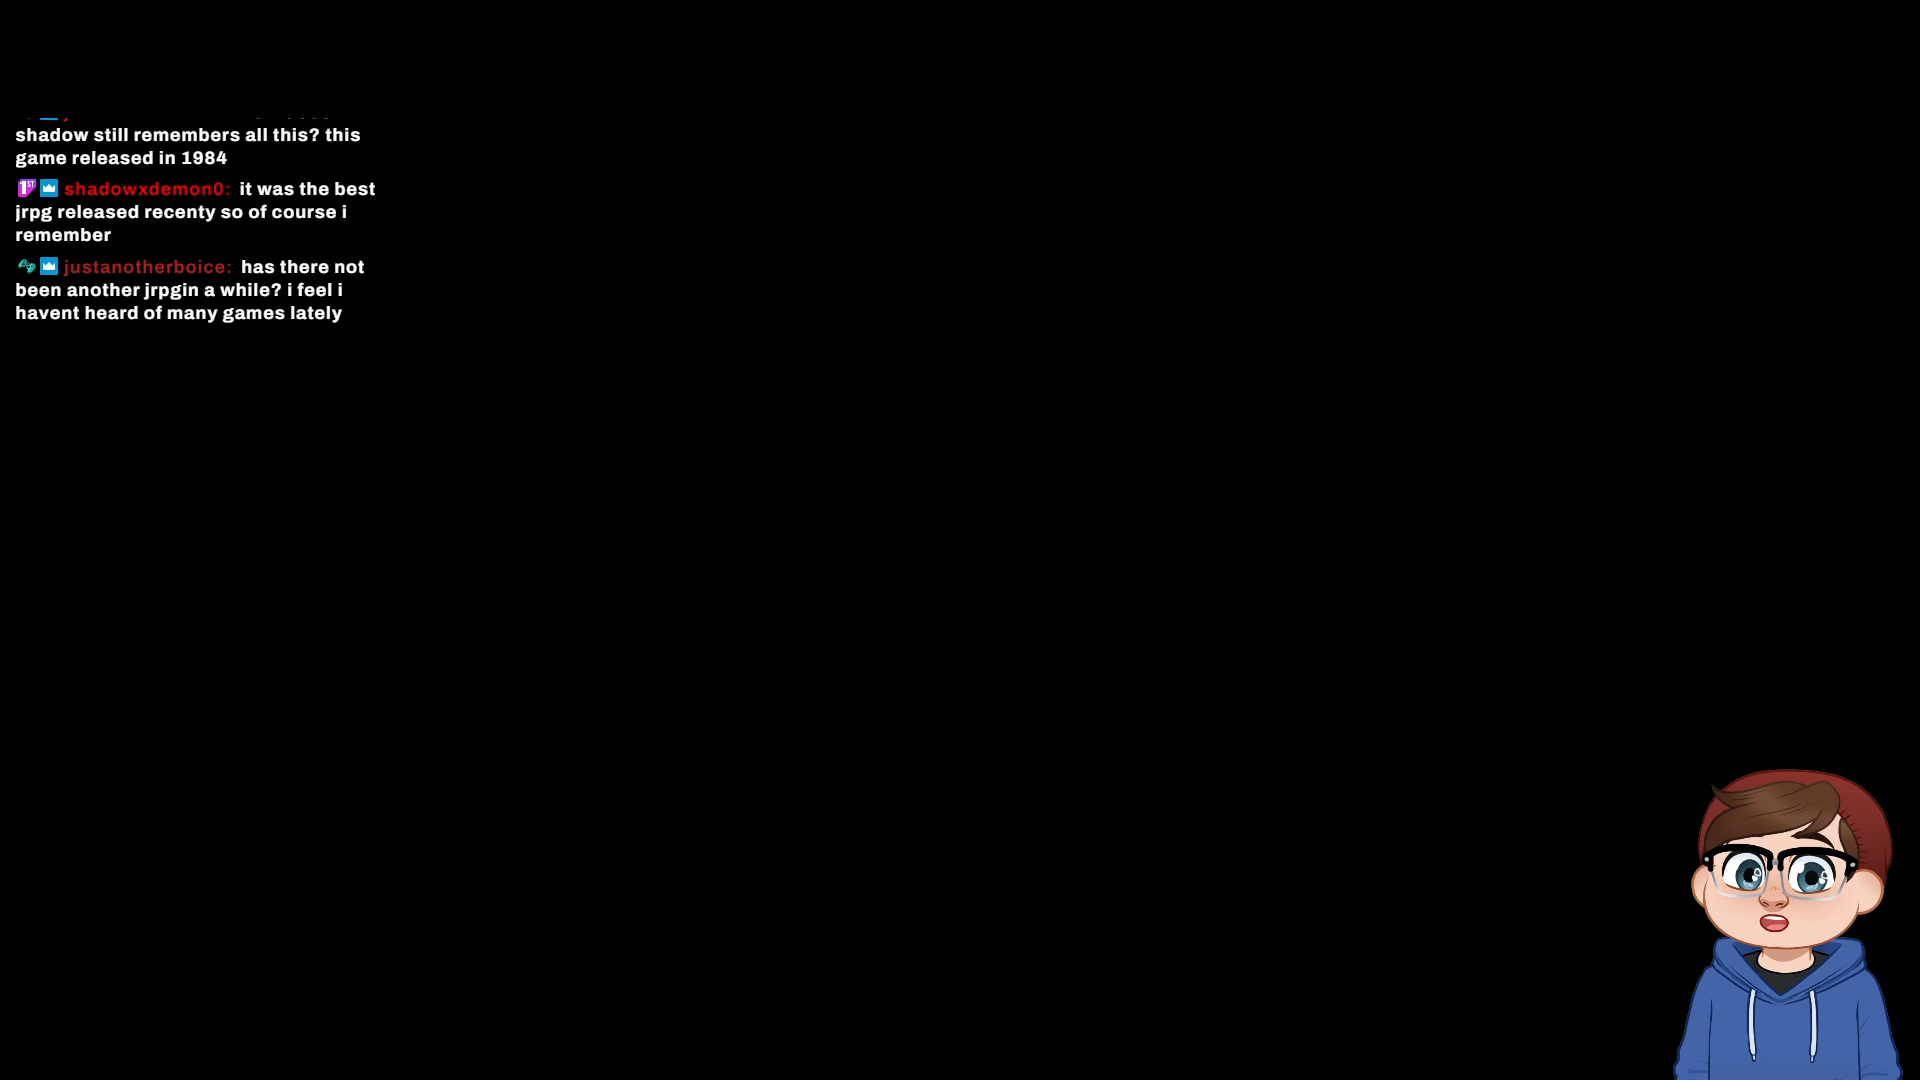 shadow still remembers all this? this
game released in 1984
shadowxdemon0: it was the best
jrpg released recenty so of course i
remember
justanotherboice: has there not
been another jrpgin a while? i feel i
havent heard of many games lately